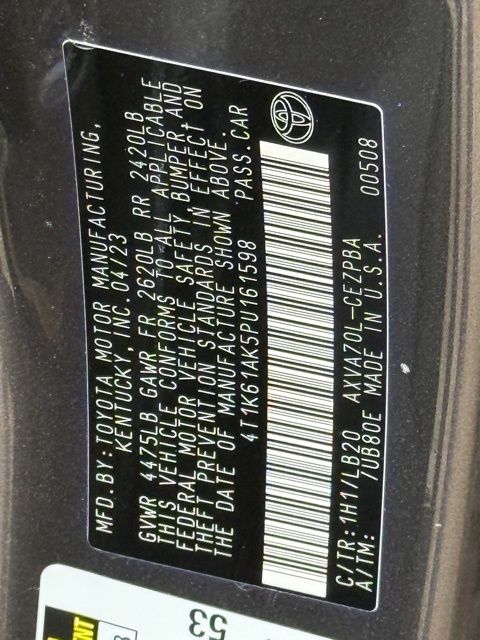 MFD.BY:TOYOTA MOTOR MANUFACTURING,
KENTUCKY, INC. 04/23
GVWR 4475LB GAWR FR 2620LB RR 2420LB
THIS VEHICLE CONFORMS TO ALL APPLICABLE
FEDERAL MOTOR VEHICLE SAFETY BUMPER, AND
THEFT PREVENTION STANDARDS IN EFFECT ON
THE DATE OF MANUFACTURE SHOWN ABOVE.
4T1K61AK5PU161598 PASS.CAR
C/TR:1H1/LB20 AXVA70L-CEZPBA
A/TM: /UB80E MADE IN U.S.A. 00508
53